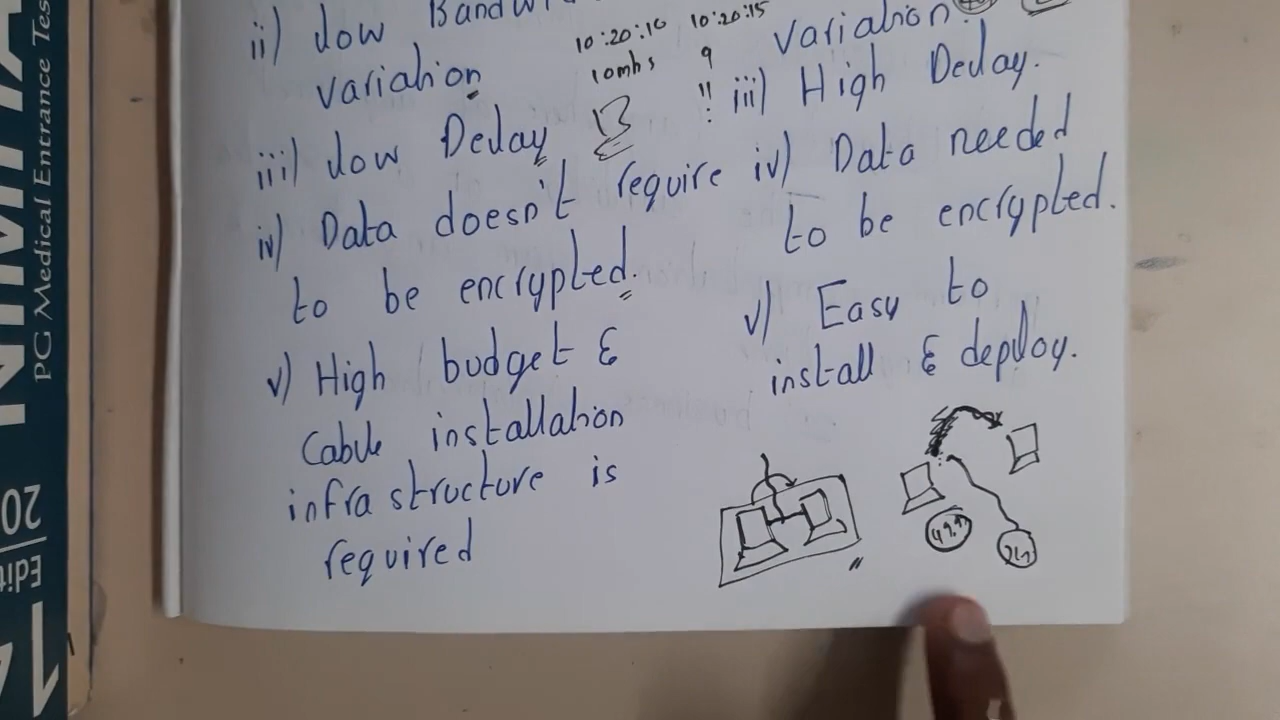 ii) Low Bandwi
variation
iii) Low Delay
iv) Data doesn't require
to be encrypted.
v) High budget &
Cable installation
infrastructure is
required
10:20:10 10:20:15
10mbs 9
variation.
iii) High Delay.
iv) Data needed
to be encrypted.
v) Easy to
install & deploy.
PG Medical Entrance Tes